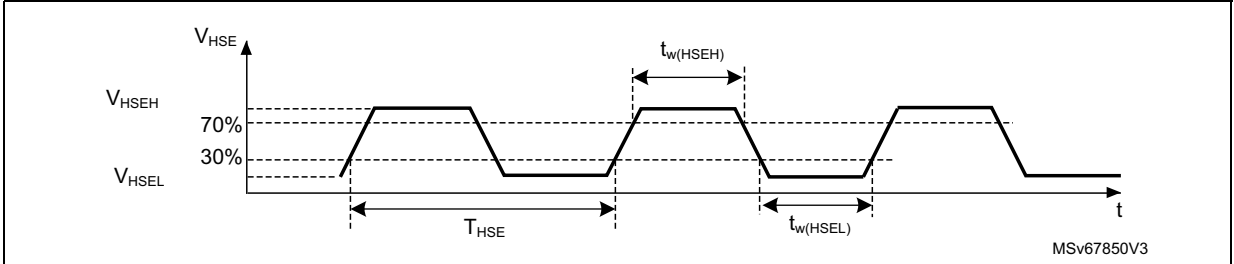 V_HSE
t_w(HSEH)
V_HSEH
70%
30%
V_HSEL
T_HSE
t_w(HSEL)
t
MSv67850V3